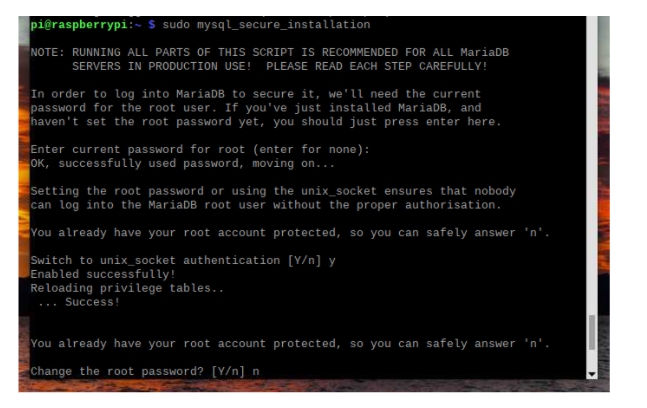 pi@raspberrypi:~ $ sudo mysql_secure_installation
NOTE: RUNNING ALL PARTS OF THIS SCRIPT IS RECOMMENDED FOR ALL MariaDB
SERVERS IN PRODUCTION USE!  PLEASE READ EACH STEP CAREFULLY!
In order to log into MariaDB to secure it, we'll need the current
password for the root user. If you've just installed MariaDB, and
haven't set the root password yet, you should just press enter here.
Enter current password for root (enter for none):
OK, successfully used password, moving on...
Setting the root password or using the unix_socket ensures that nobody
can log into the MariaDB root user without the proper authorisation.
You already have your root account protected, so you can safely answer 'n'.
Switch to unix_socket authentication [Y/n] y
Enabled successfully!
Reloading privilege tables..
... Success!
You already have your root account protected, so you can safely answer 'n'.
Change the root password? [Y/n] n